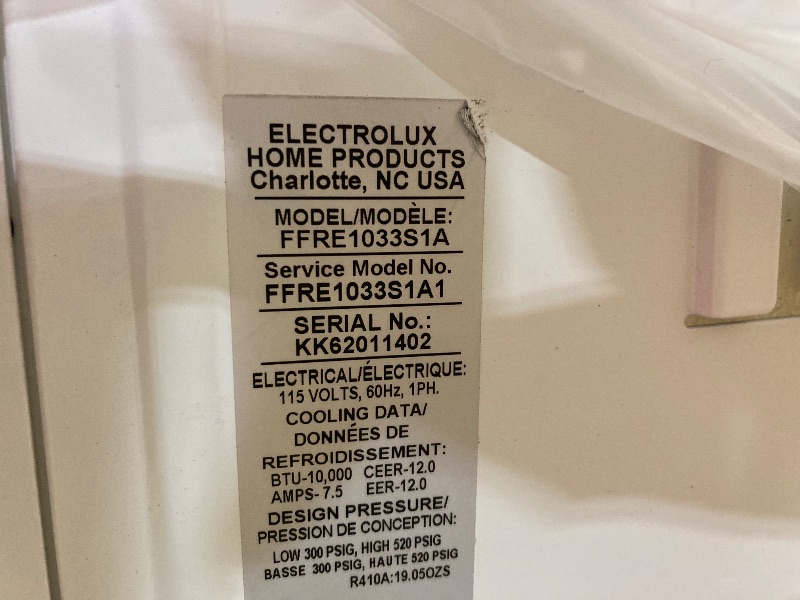 ELECTROLUX
HOME PRODUCTS
Charlotte, NC USA
MODEL/MODÈLE:
FFRE1033S1A
Service Model No.
FFRE1033S1A1
SERIAL No.:
KK62011402
ELECTRICAL/ÉLECTRIQUE:
115 VOLTS, 60Hz, 1PH.
COOLING DATA/
DONNÉES DE
REFROIDISSEMENT:
BTU-10,000 CEER-12.0
AMPS- 7.5 EER-12.0
DESIGN PRESSURE/
PRESSION DE CONCEPTION:
LOW 300 PSIG, HIGH 520 PSIG
BASSE 300 PSIG, HAUTE 520 PSIG
R410A:19.05OZS